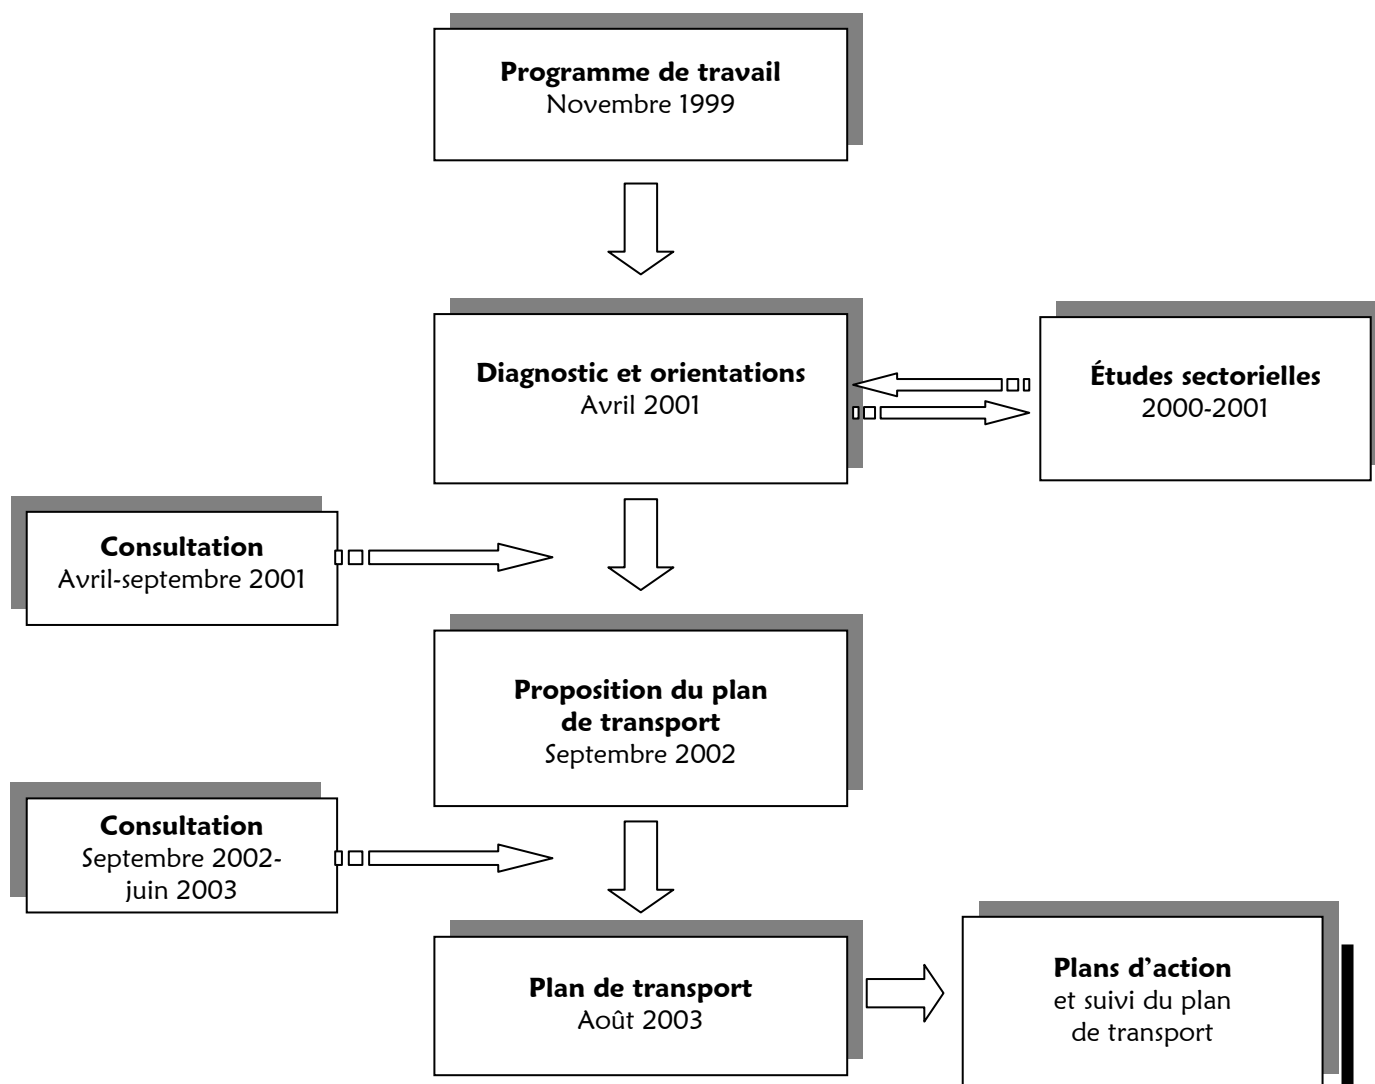 Programme de travail
Novembre 1999
Diagnostic et orientations
Avril 2001
Études sectorielles
2000-2001
Consultation
Avril-septembre 2001
Proposition du plan
de transport
Septembre 2002
Consultation
Septembre 2002-
juin 2003
Plan de transport
Août 2003
Plans d’action
et suivi du plan
de transport